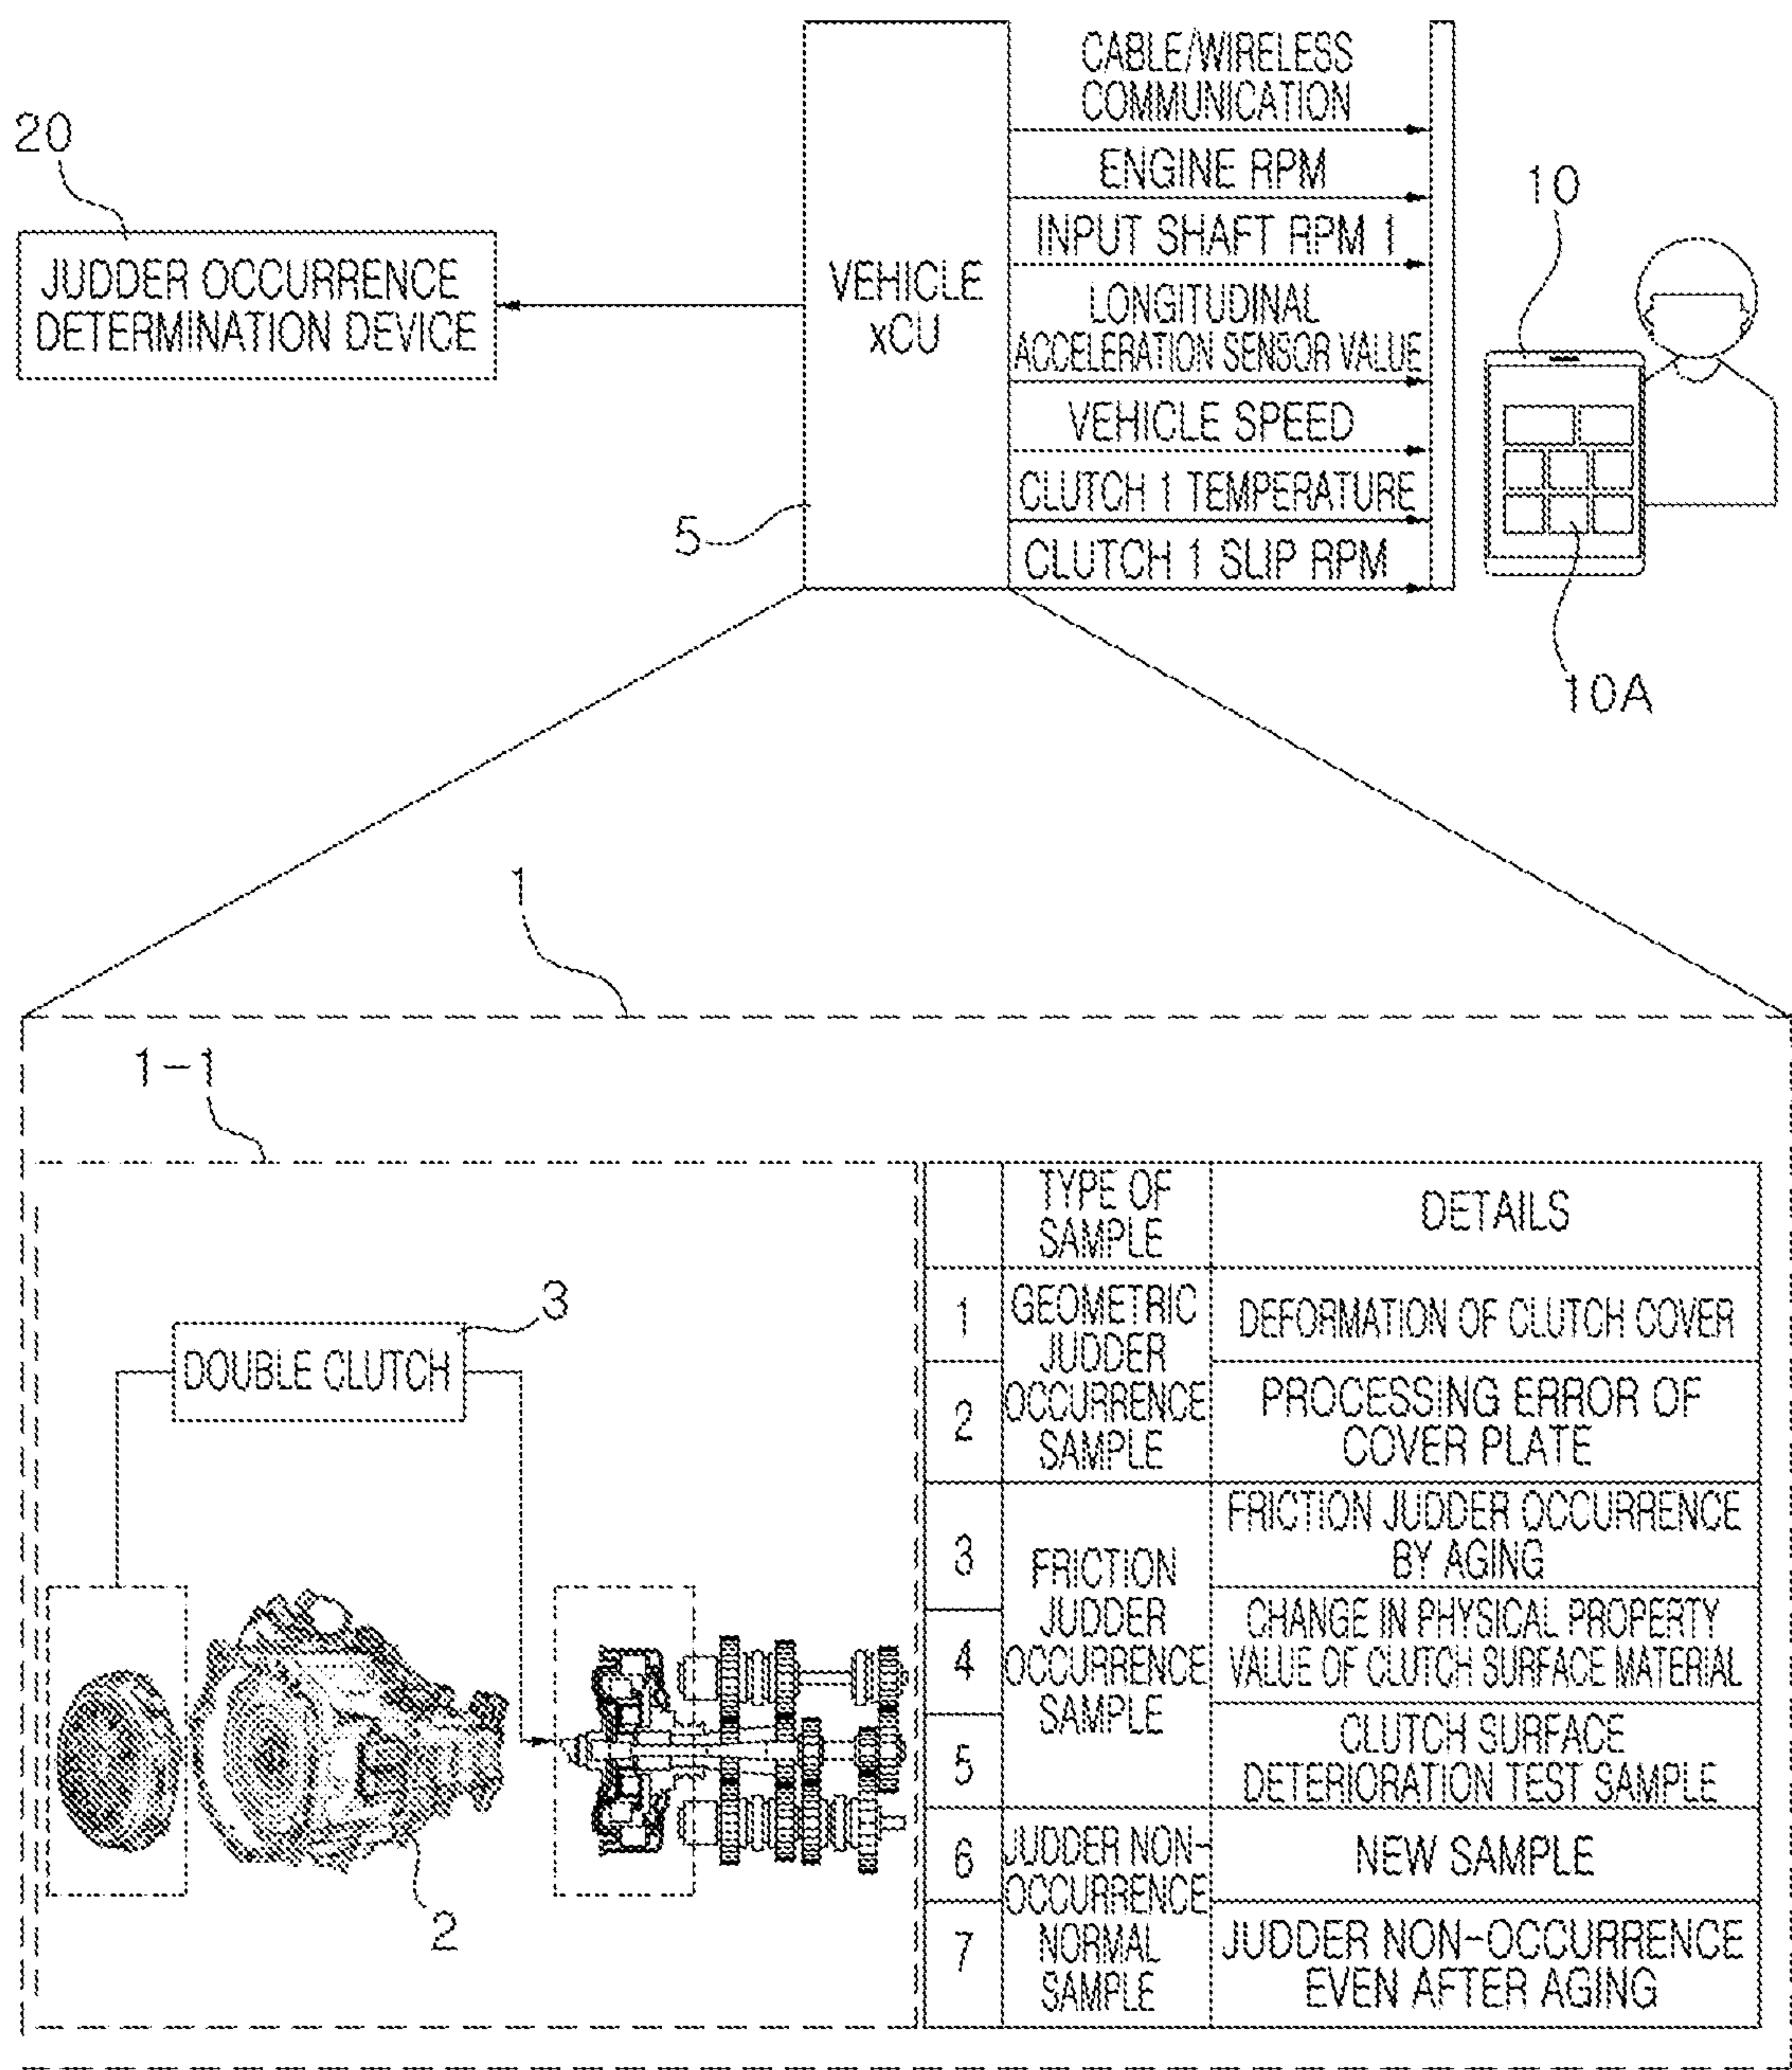 20
JUDDER OCCURRENCE
DETERMINATION DEVICE
VEHICLE
xCU
5
CABLE/WIRELESS
COMMUNICATION
ENGINE RPM
INPUT SHAFT RPM 1
LONGITUDINAL
ACCELERATION SENSOR VALUE
VEHICLE SPEED
CLUTCH 1 TEMPERATURE
CLUTCH 1 SLIP RPM
10
10A
1
1-1
3
DOUBLE CLUTCH
2
TYPE OF
SAMPLE
DETAILS
1
GEOMETRIC
JUDDER
OCCURRENCE
SAMPLE
DEFORMATION OF CLUTCH COVER
2
PROCESSING ERROR OF
COVER PLATE
3
FRICTION
JUDDER
OCCURRENCE
SAMPLE
FRICTION JUDDER OCCURRENCE
BY AGING
4
CHANGE IN PHYSICAL PROPERTY
VALUE OF CLUTCH SURFACE MATERIAL
5
CLUTCH SURFACE
DETERIORATION TEST SAMPLE
6
JUDDER NON-
OCCURRENCE
NORMAL
SAMPLE
NEW SAMPLE
7
JUDDER NON-OCCURRENCE
EVEN AFTER AGING